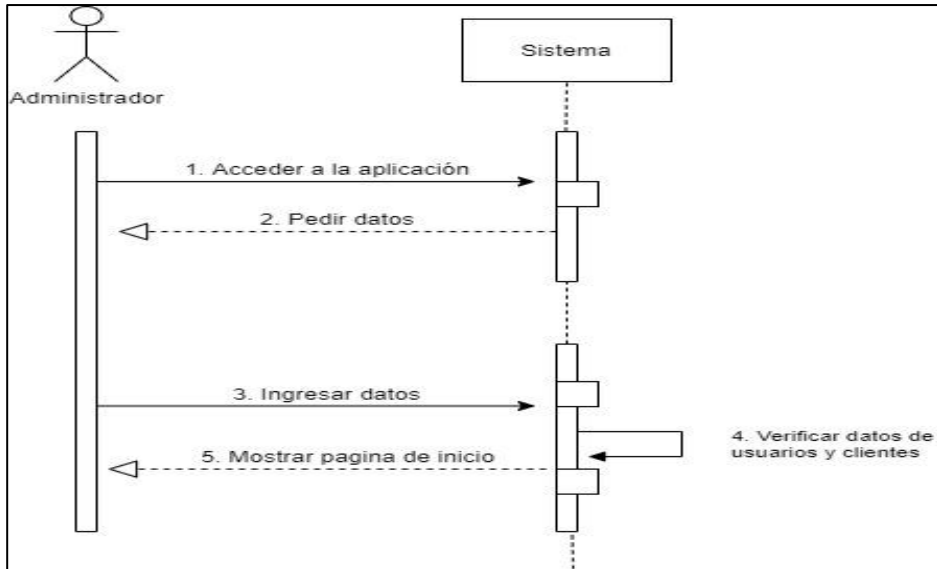 Sistema
Administrador
1. Acceder a la aplicación
2. Pedir datos
3. Ingresar datos
4. Verificar datos de
usuarios y clientes
5. Mostrar pagina de inicio